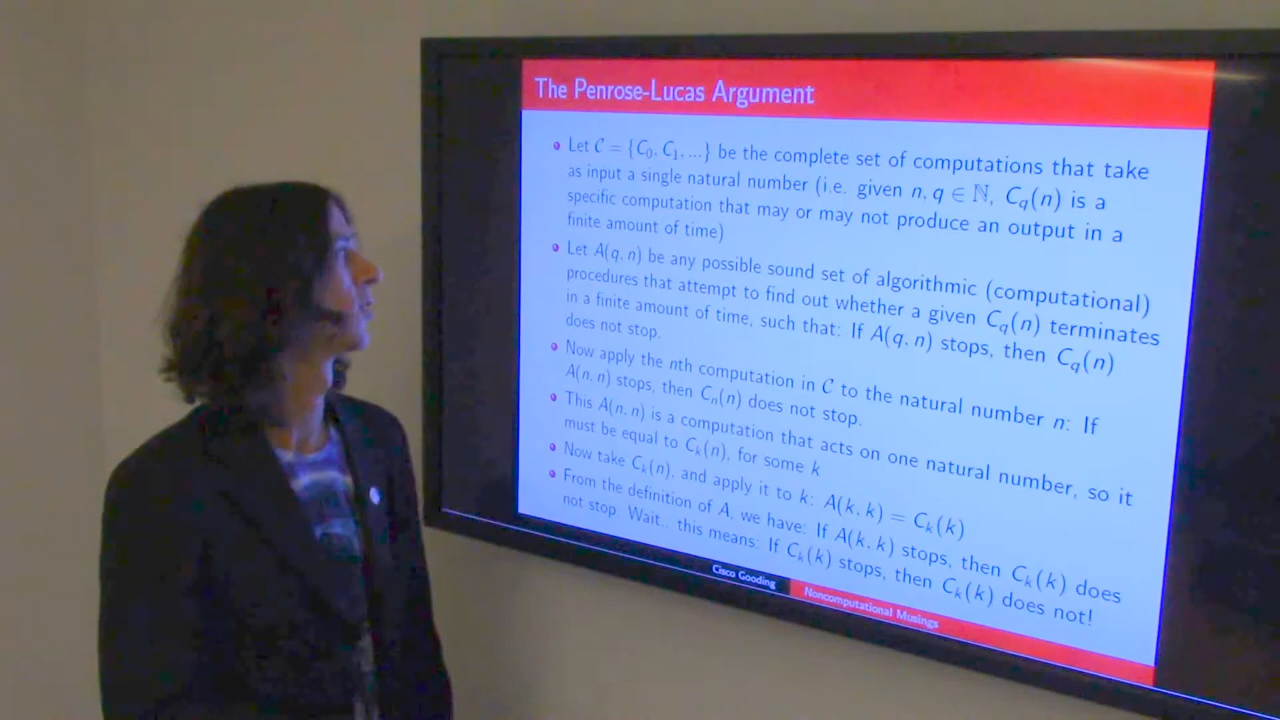 The Penrose-Lucas Argument
• Let 𝒞 = {C₀, C₁, ...} be the complete set of computations that take
as input a single natural number (i.e. given n, q ∈ ℕ, C_q(n) is a
specific computation that may or may not produce an output in a
finite amount of time)
• Let A(q, n) be any possible sound set of algorithmic (computational)
procedures that attempt to find out whether a given C_q(n) terminates
in a finite amount of time, such that: If A(q, n) stops, then C_q(n)
does not stop.
• Now apply the nth computation in 𝒞 to the natural number n: If
A(n, n) stops, then C_n(n) does not stop.
• This A(n, n) is a computation that acts on one natural number, so it
must be equal to C_k(n), for some k
• Now take C_k(n), and apply it to k: A(k, k) = C_k(k)
• From the definition of A, we have: If A(k, k) stops, then C_k(k) does
not stop. Wait.. this means: If C_k(k) stops, then C_k(k) does not!
Cisco Gooding
Noncomputational Musings